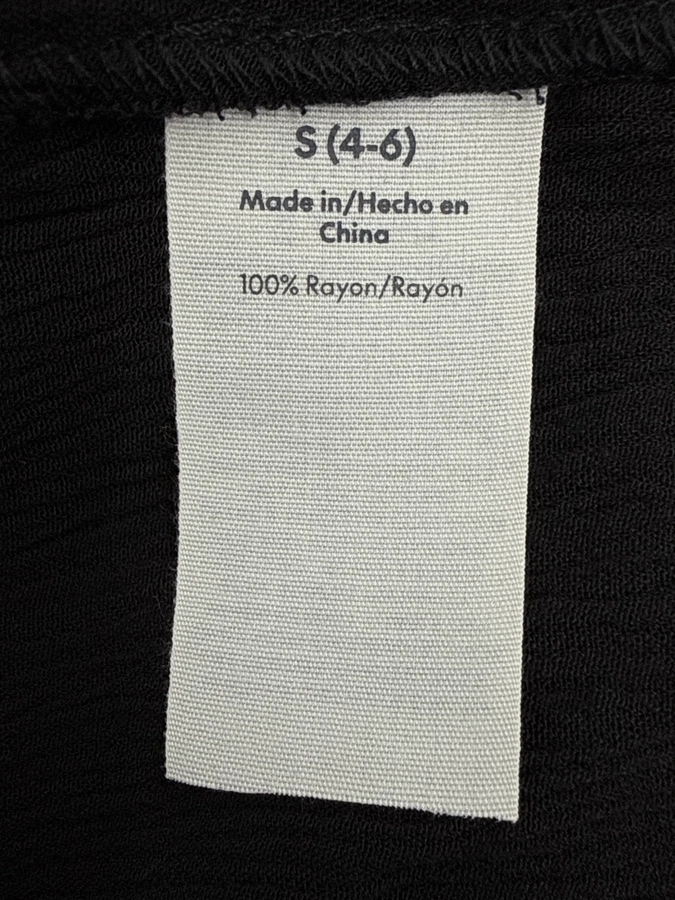 S (4-6)
Made in/Hecho en
China
100% Rayon/Rayón